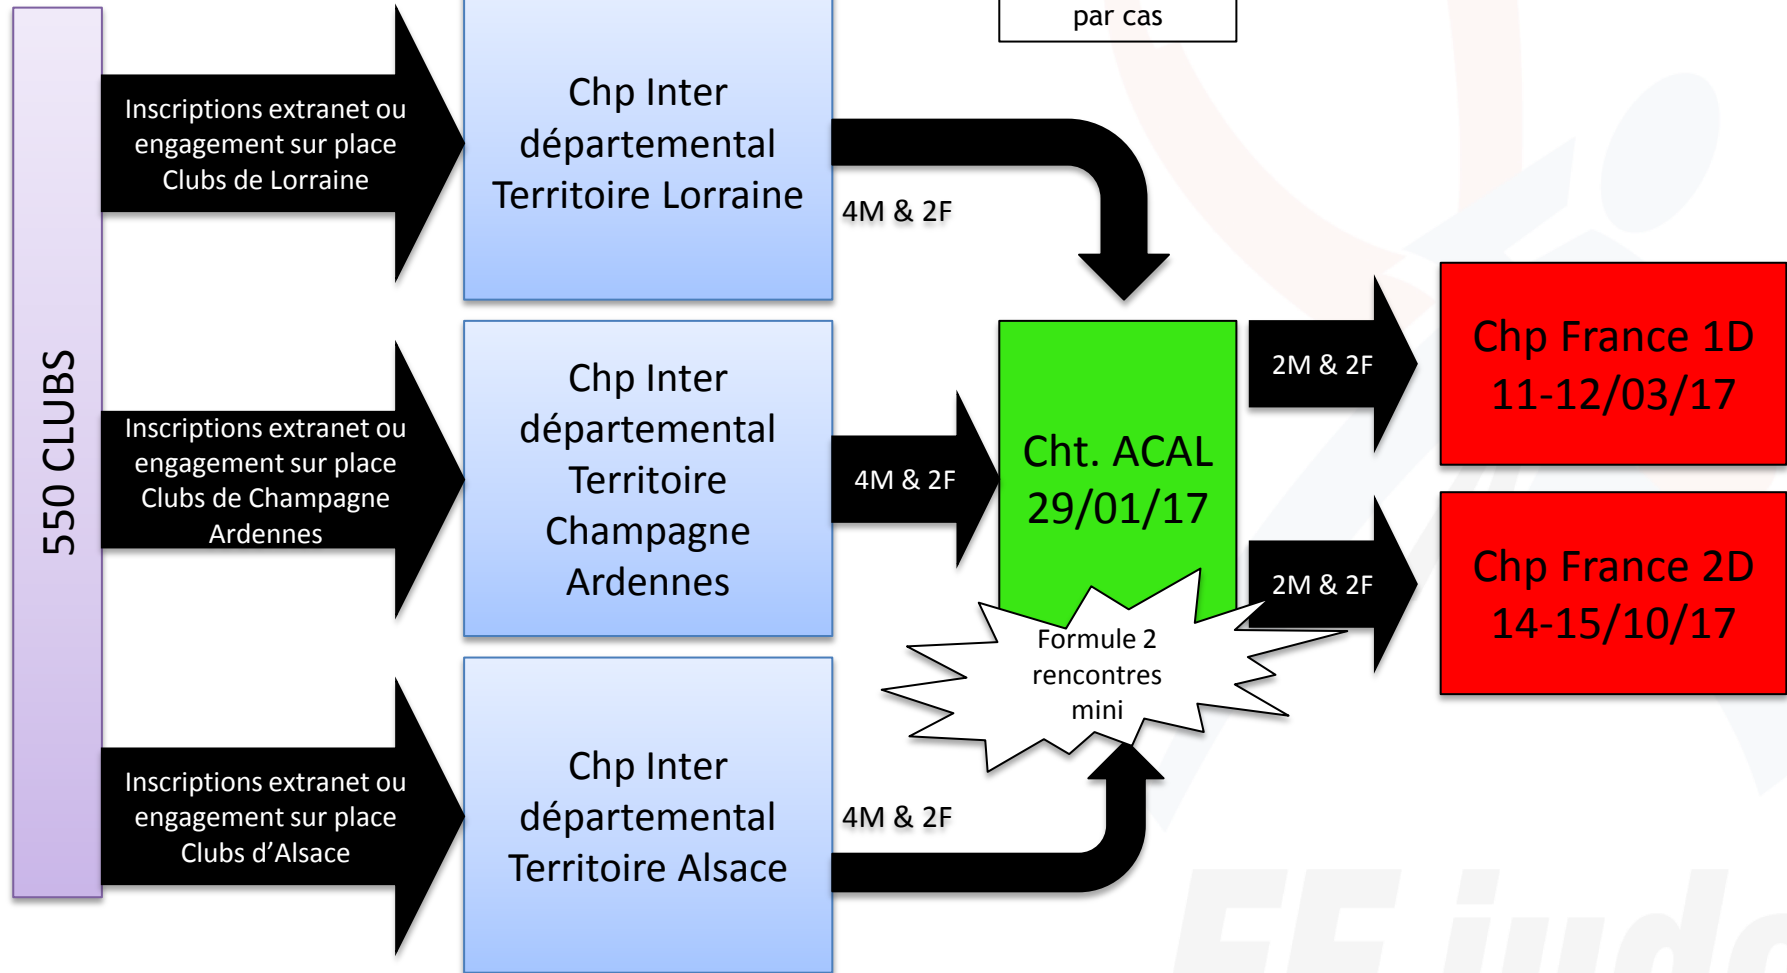 par cas
550 CLUBS
Inscriptions extranet ou
engagement sur place
Clubs de Lorraine
Chp Inter
départemental
Territoire Lorraine
4M & 2F
Inscriptions extranet ou
engagement sur place
Clubs de Champagne
Ardennes
Chp Inter
départemental
Territoire
Champagne
Ardennes
4M & 2F
Inscriptions extranet ou
engagement sur place
Clubs d’Alsace
Chp Inter
départemental
Territoire Alsace
4M & 2F
Cht. ACAL
29/01/17
Formule 2
rencontres
mini
2M & 2F
Chp France 1D
11-12/03/17
2M & 2F
Chp France 2D
14-15/10/17